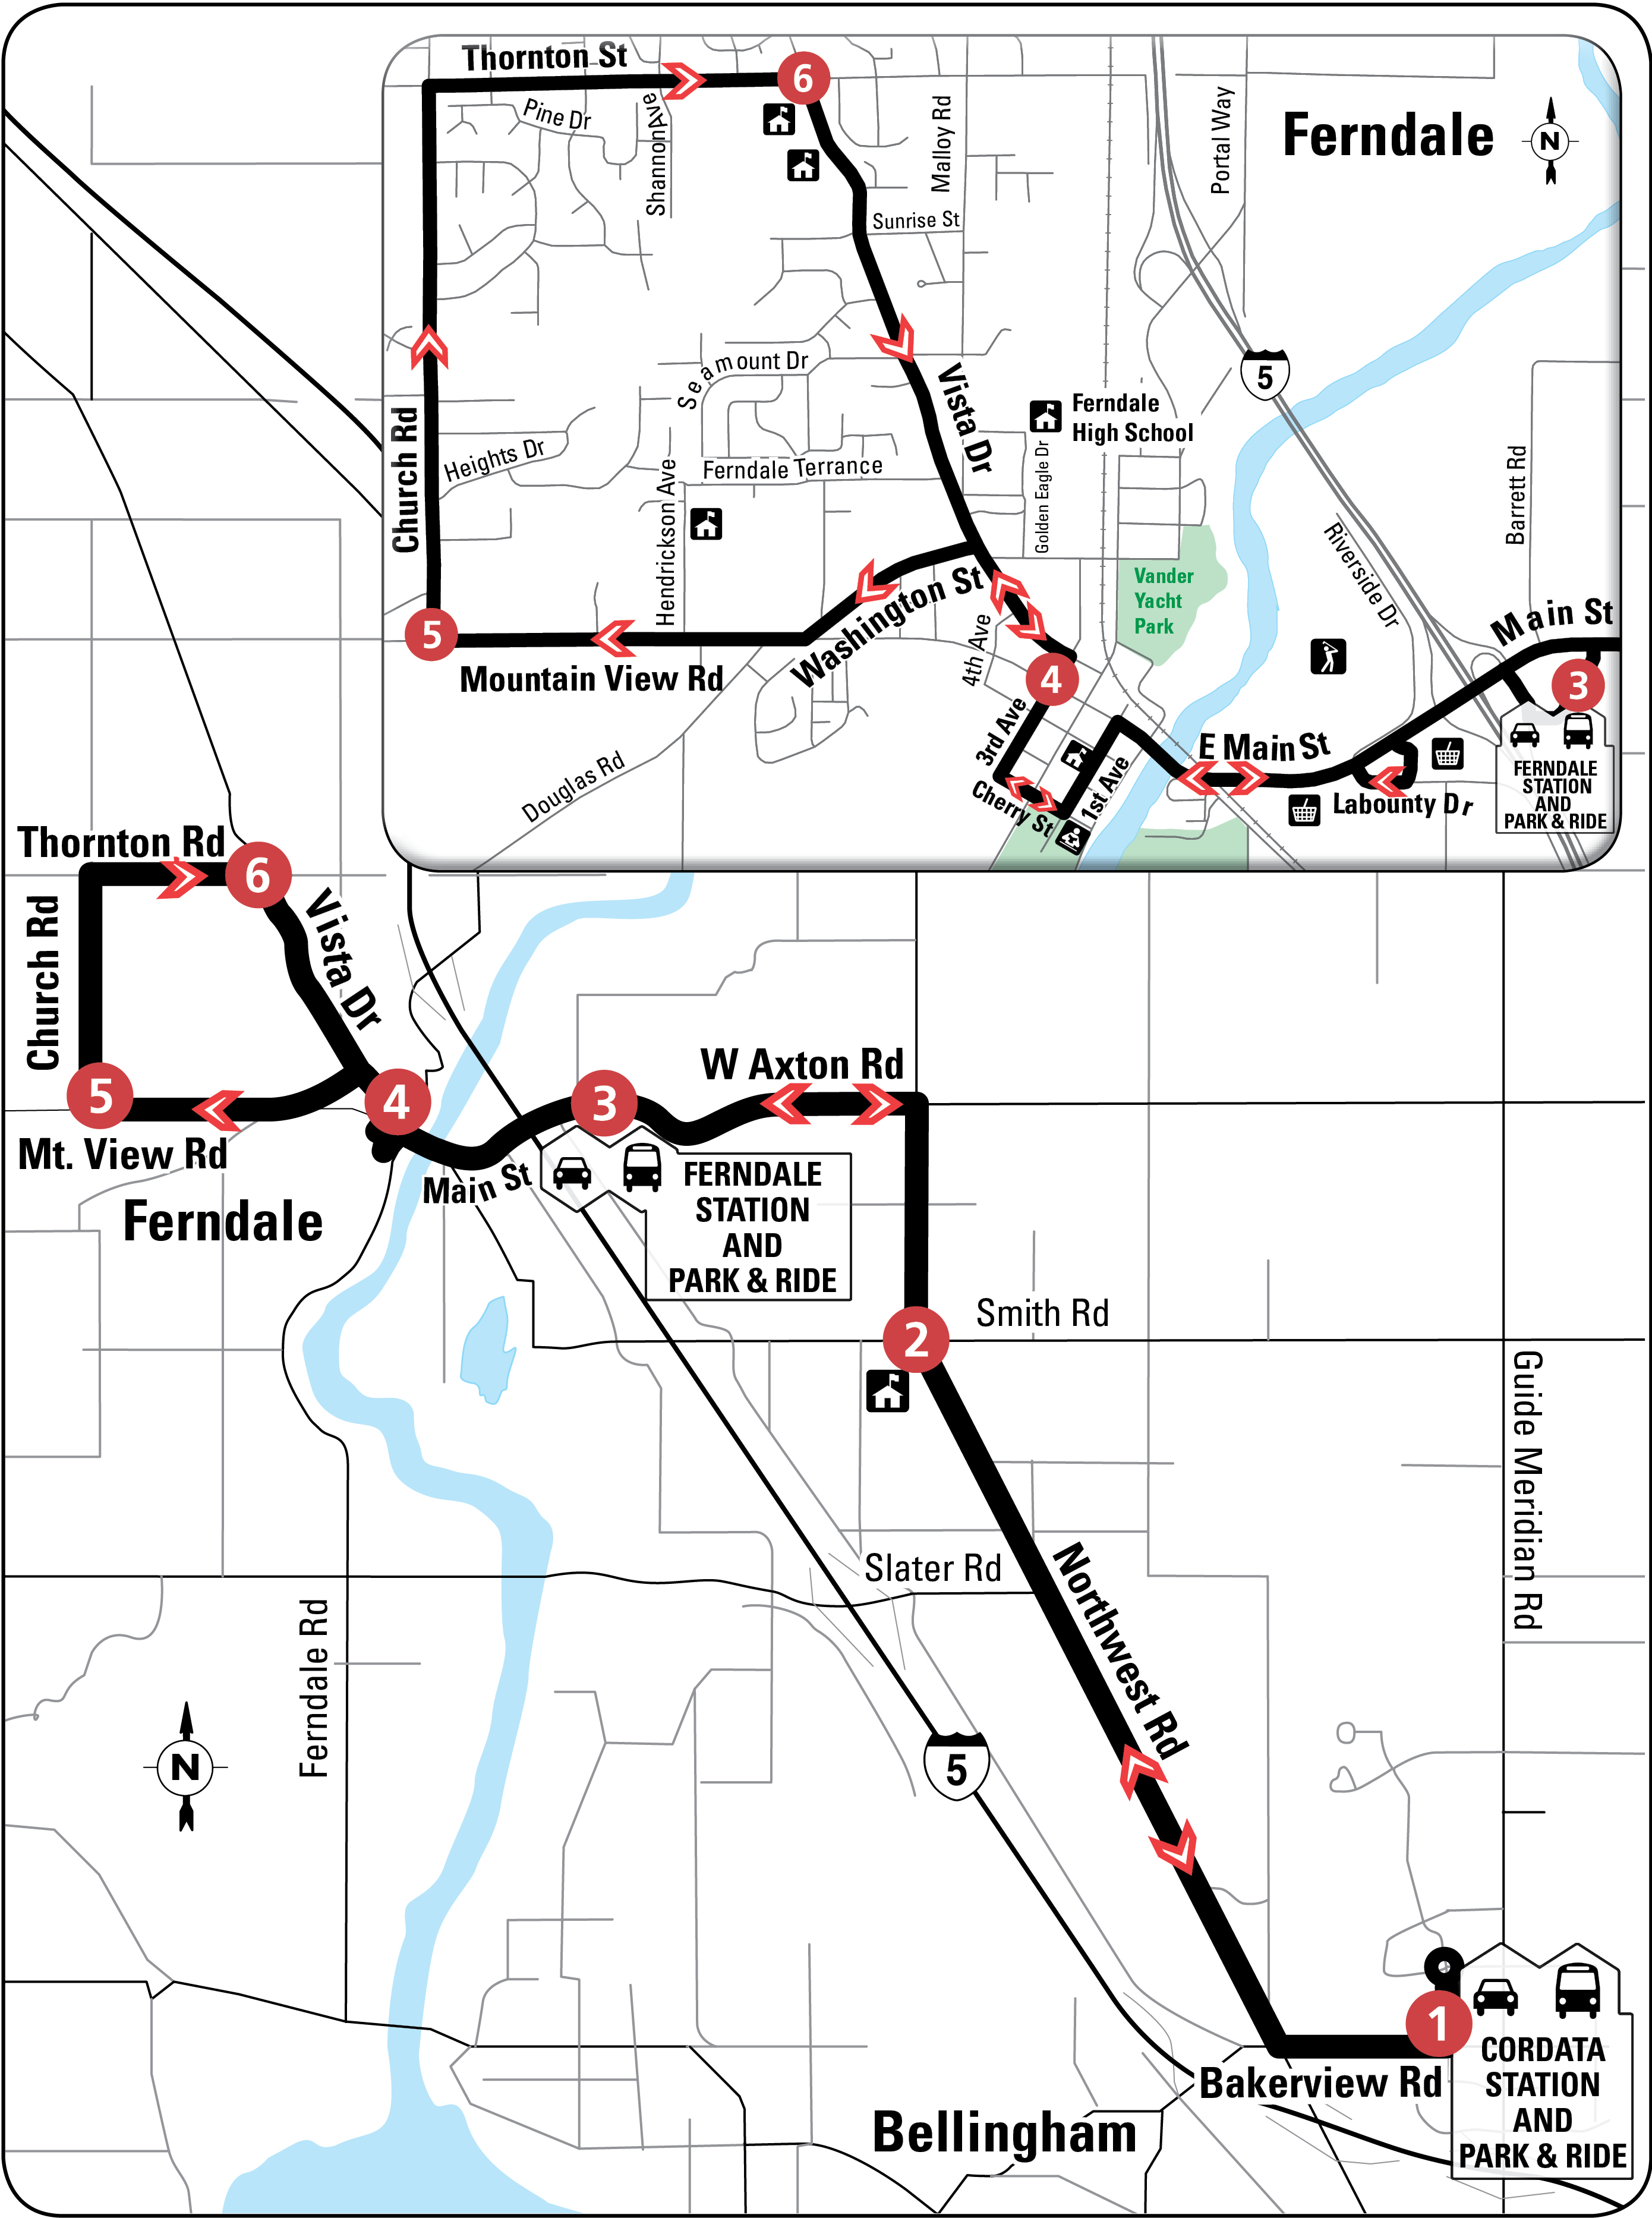 Thornton St
6
Pine Dr
Shannon Ave
Malloy Rd
Portal Way
Ferndale
N
Sunrise St
Seamount Dr
Vista Dr
5
Church Rd
Heights Dr
Ferndale Terrance
Hendrickson Ave
Ferndale
High School
Golden Eagle Dr
Barrett Rd
Riverside Dr
Vander
Yacht
Park
Washington St
5
Mountain View Rd
4th Ave
4
Main St
3
3rd Ave
Cherry St
1st Ave
E Main St
Labounty Dr
Douglas Rd
FERNDALE
STATION
AND
PARK & RIDE
Thornton Rd
6
Church Rd
Vista Dr
5
4
Mt. View Rd
Ferndale
Main St
3
W Axton Rd
FERNDALE
STATION
AND
PARK & RIDE
Smith Rd
2
Guide Meridian Rd
Slater Rd
Northwest Rd
Ferndale Rd
N
5
1
Bakerview Rd
CORDATA
STATION
AND
PARK & RIDE
Bellingham